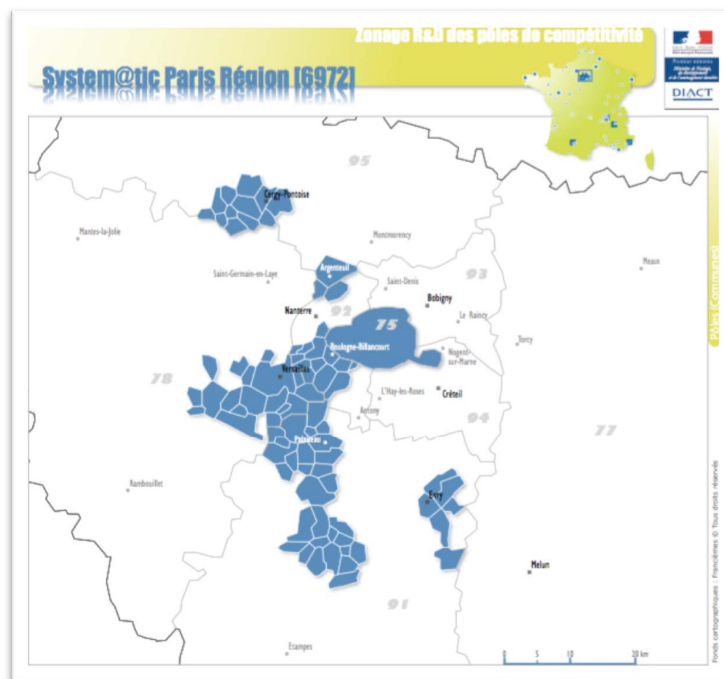 Zonage R&D des pôles de compétitivité
System@tic Paris Région [6972]
DIACT
95
Cergy-Pontoise
Mantes-la-Jolie
Montmorency
Argenteuil
Saint-Germain-en-Laye
Saint-Denis
93
Meaux
Nanterre
92
Bobigny
Le Raincy
75
Torcy
Boulogne-Billancourt
Nogent-
sur-Marne
78
Versailles
L'Hay-les-Roses
Créteil
Antony
94
77
Palaiseau
Rambouillet
Evry
Melun
91
Etampes
0 5 10 20 km
Pôles (Communes)
Fonds cartographiques : Francièmes © Tous droits réservés